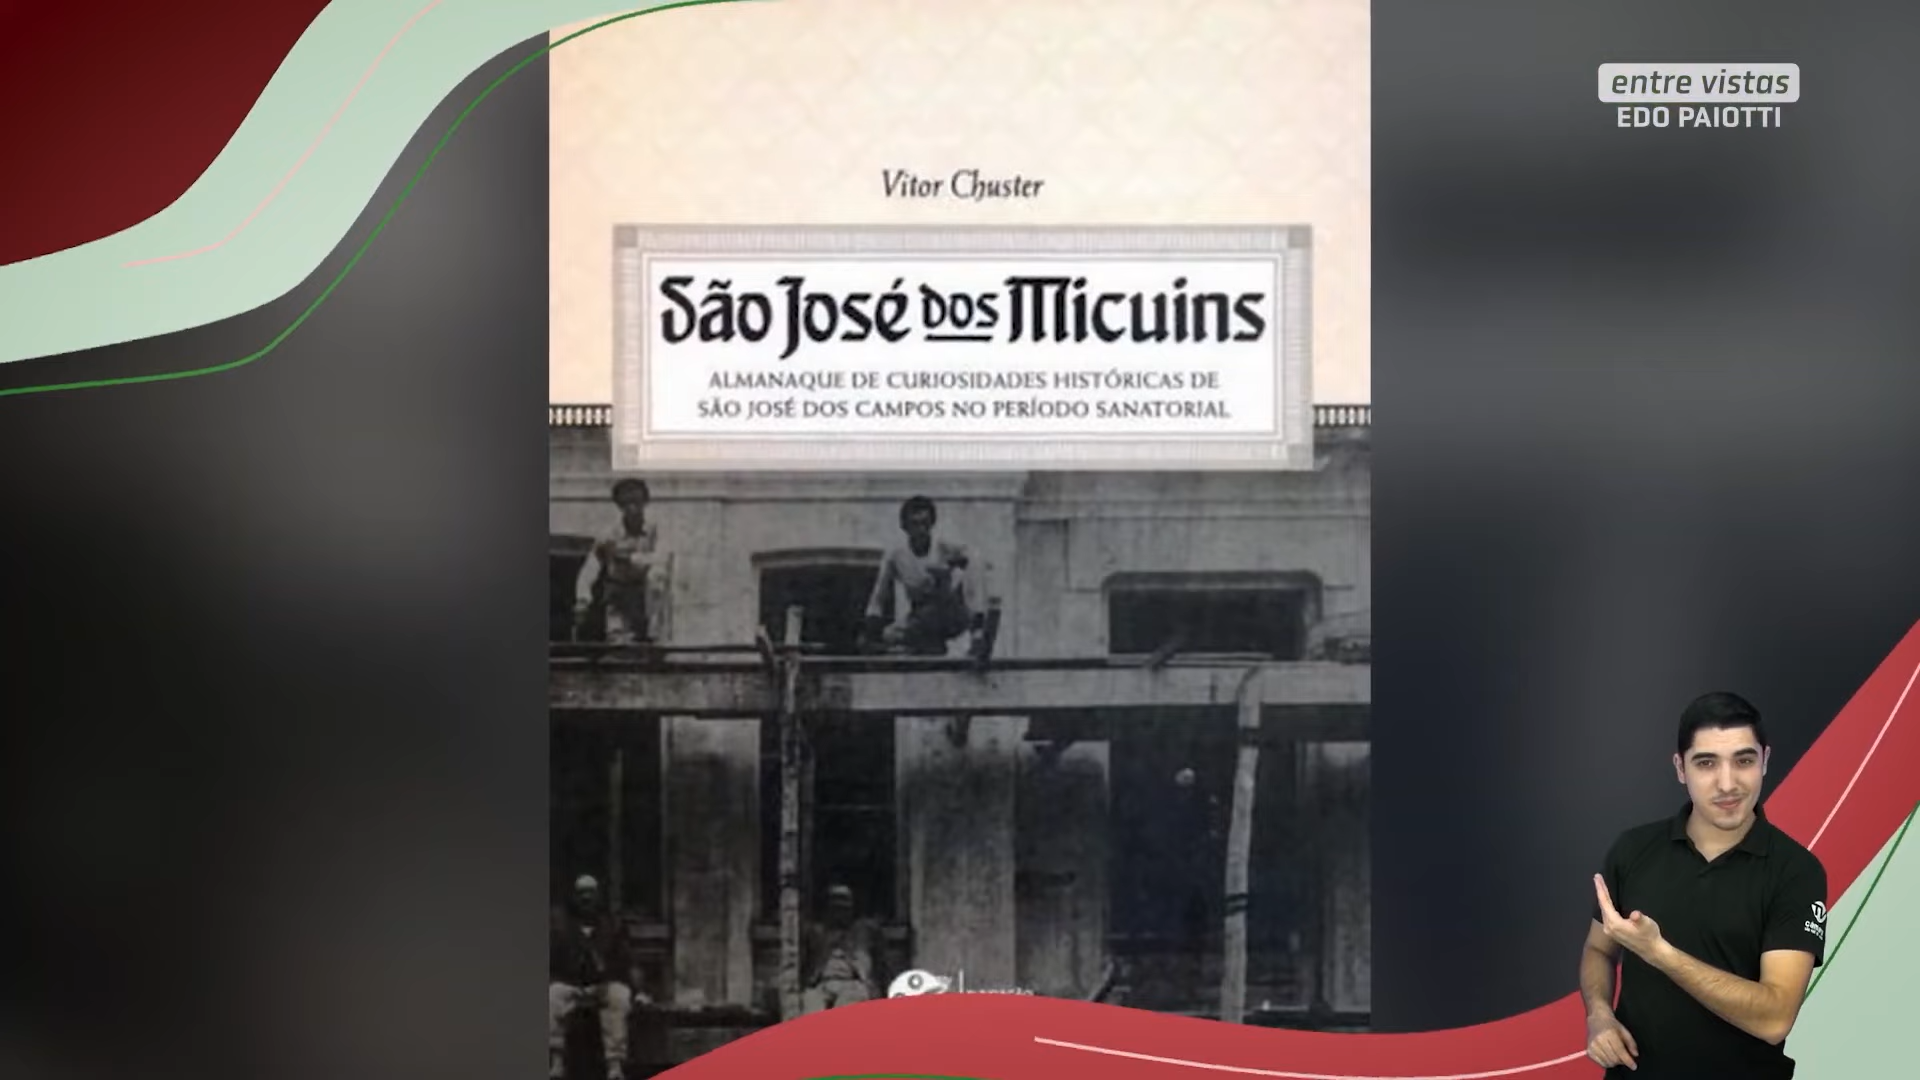 entre vistas
EDO PAIOTTI
Vitor Chuster
São José dos Micuins
ALMANAQUE DE CURIOSIDADES HISTÓRICAS DE
SÃO JOSÉ DOS CAMPOS NO PERÍODO SANATORIAL